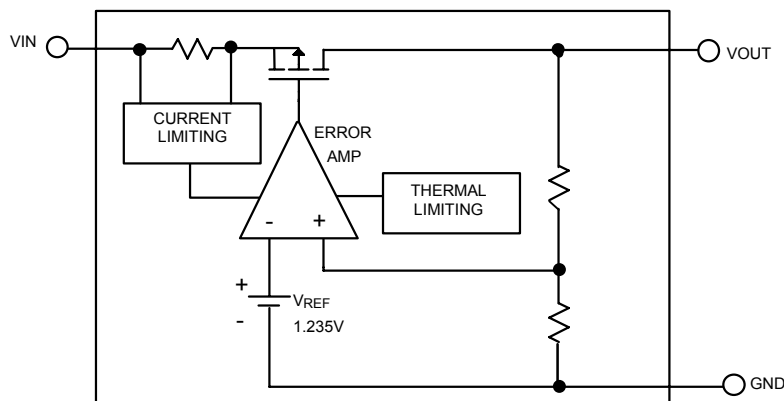 VIN
VOUT
CURRENT
LIMITING
ERROR
AMP
THERMAL
LIMITING
- +
+
VREF
-
1.235V
GND